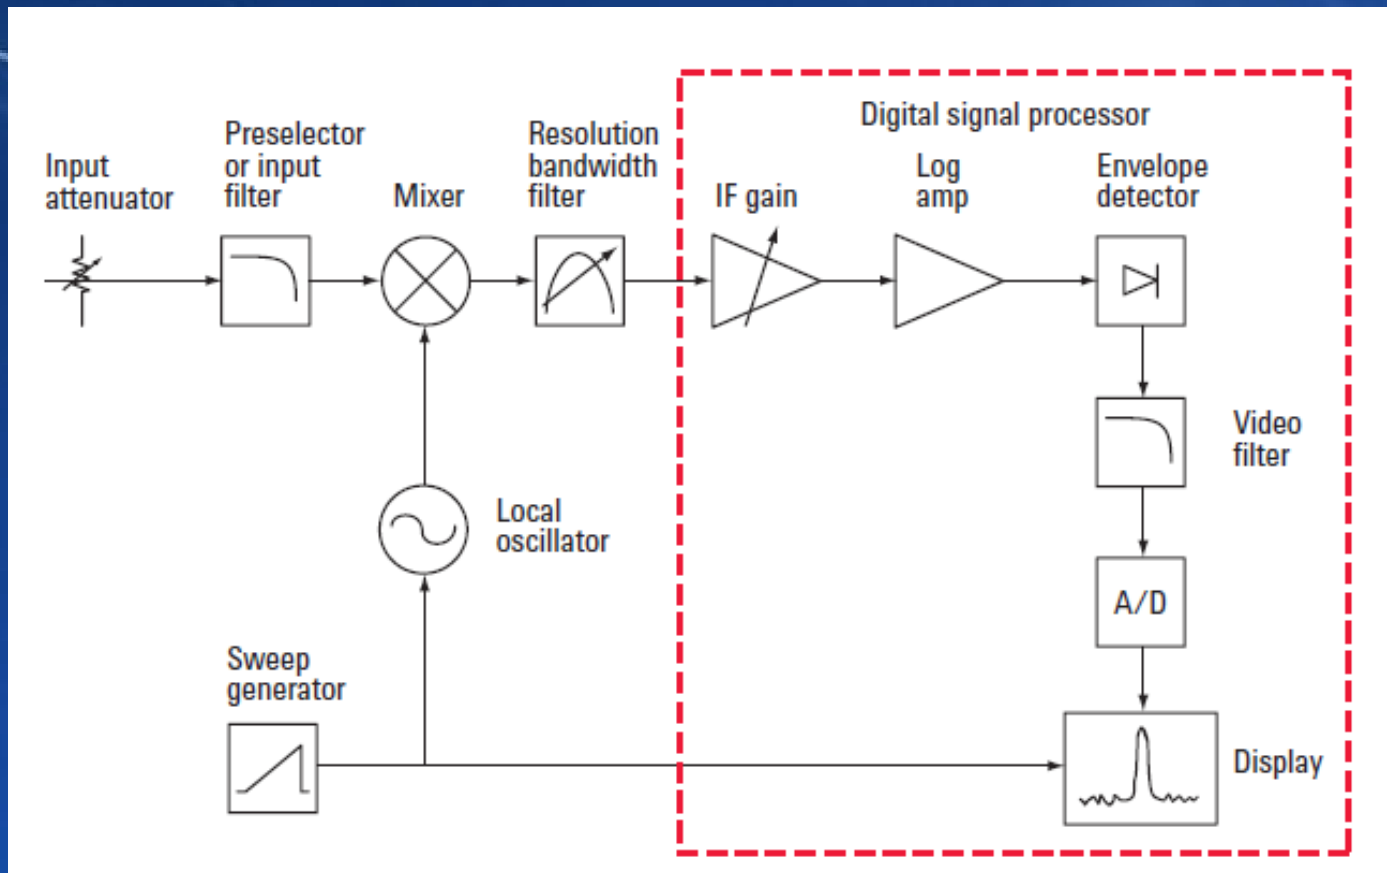 Digital signal processor
Input
attenuator
Preselector
or input
filter
Mixer
Resolution
bandwidth
filter
IF gain
Log
amp
Envelope
detector
Video
filter
Local
oscillator
A/D
Sweep
generator
Display